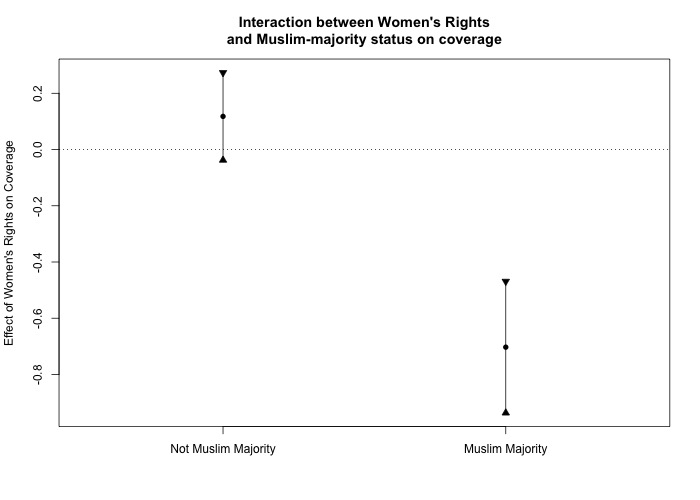 Interaction between Women's Rights
and Muslim-majority status on coverage
Effect of Women's Rights on Coverage
0.2
0.0
-0.2
-0.4
-0.6
-0.8
Not Muslim Majority
Muslim Majority